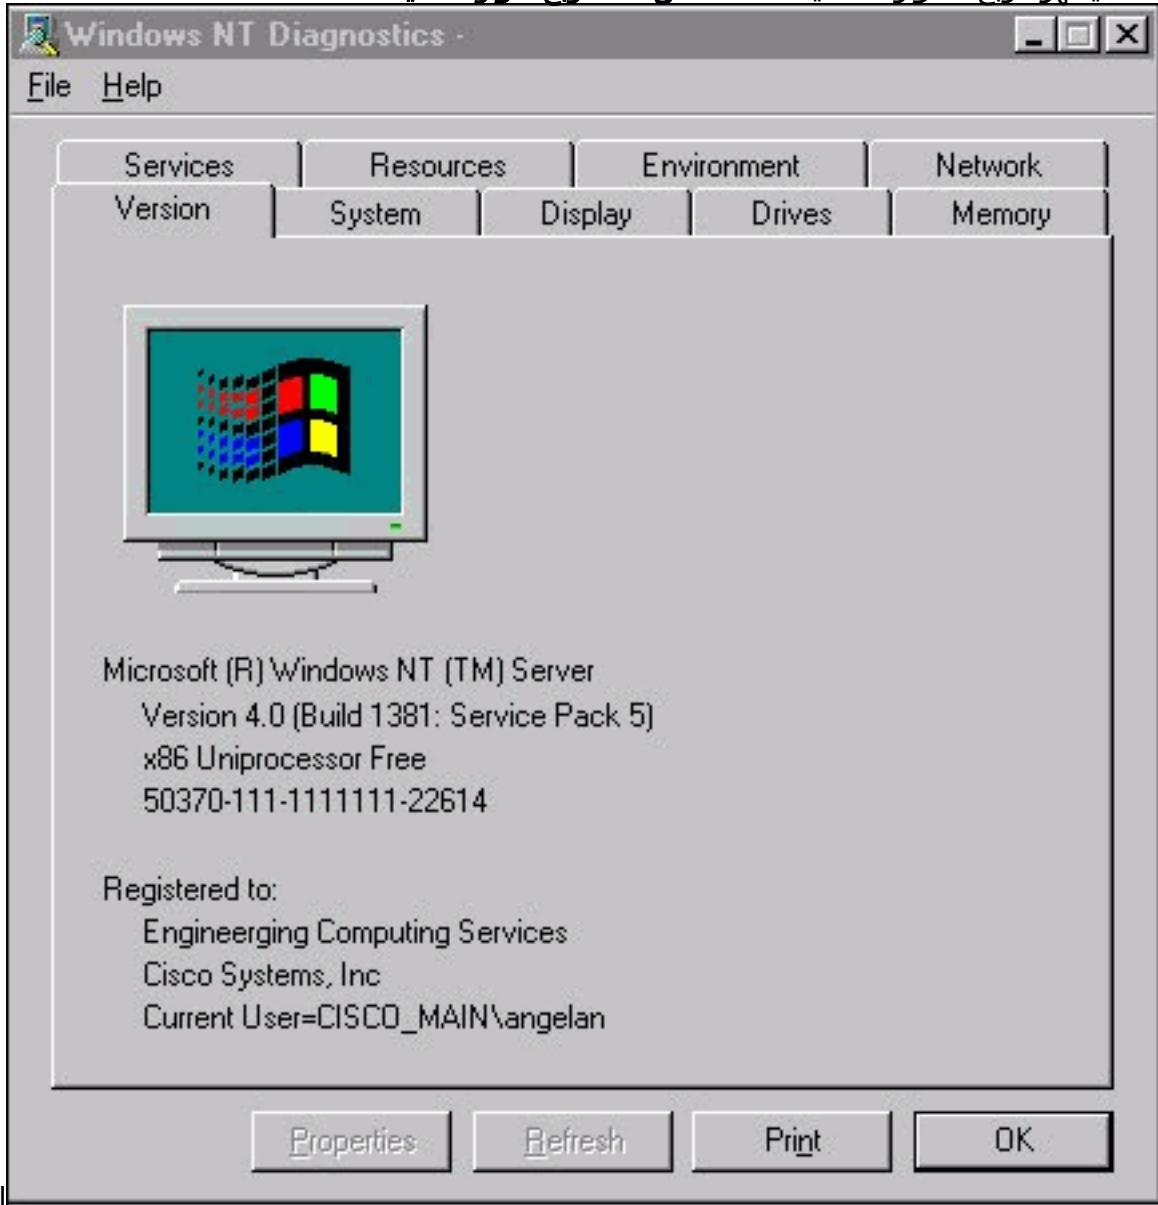 Windows NT Diagnostics -
File Help
Services Resources Environment Network
Version System Display Drives Memory
Microsoft (R) Windows NT (TM) Server
Version 4.0 (Build 1381: Service Pack 5)
x86 Uniprocessor Free
50370-111-1111111-22614
Registered to:
Engineerging Computing Services
Cisco Systems, Inc
Current User=CISCO_MAIN\angelan
Properties Refresh Print OK